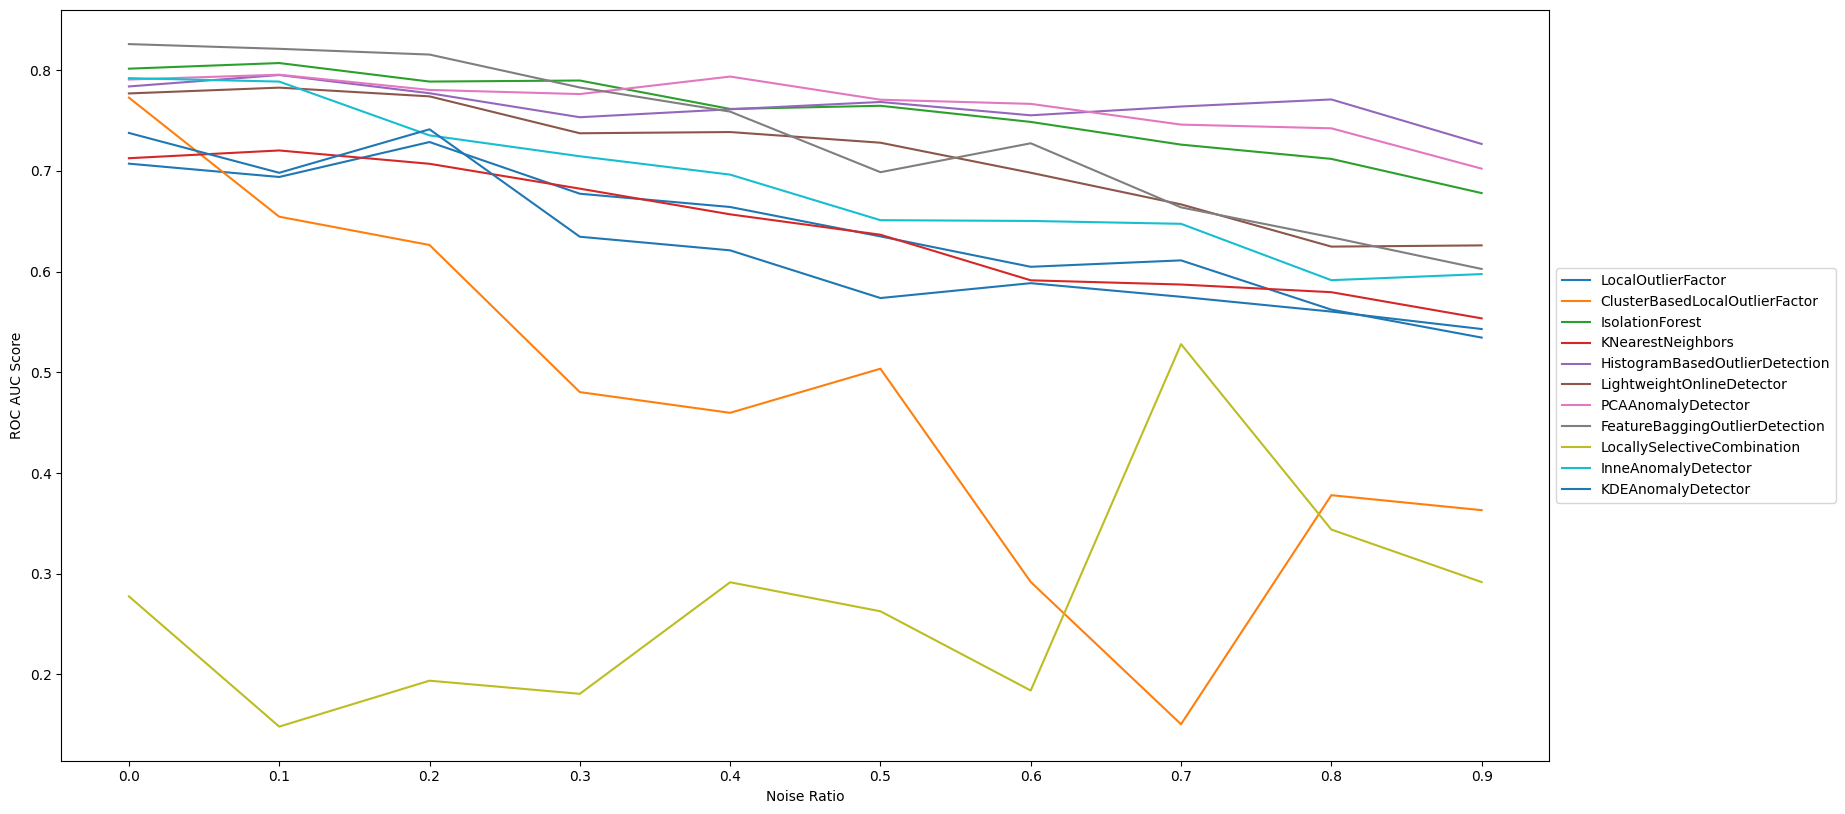 0.8
0.7
0.6
0.5
0.4
0.3
0.2
ROC AUC Score
0.0 0.1 0.2 0.3 0.4 0.5 0.6 0.7 0.8 0.9
Noise Ratio
LocalOutlierFactor
ClusterBasedLocalOutlierFactor
IsolationForest
KNearestNeighbors
HistogramBasedOutlierDetection
LightweightOnlineDetector
PCAAnomalyDetector
FeatureBaggingOutlierDetection
LocallySelectiveCombination
InneAnomalyDetector
KDEAnomalyDetector